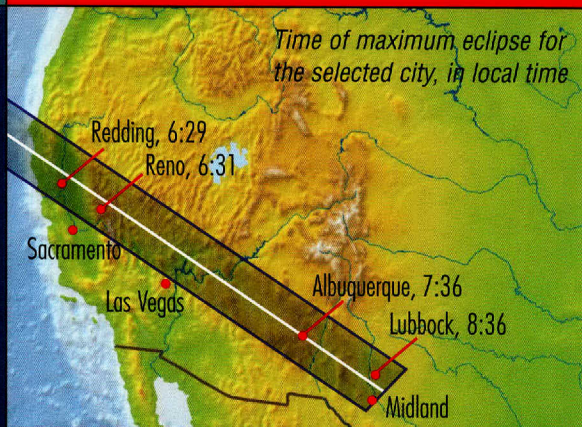 Time of maximum eclipse for
the selected city, in local time
Redding, 6:29
Reno, 6:31
Sacramento
Las Vegas
Albuquerque, 7:36
Lubbock, 8:36
Midland